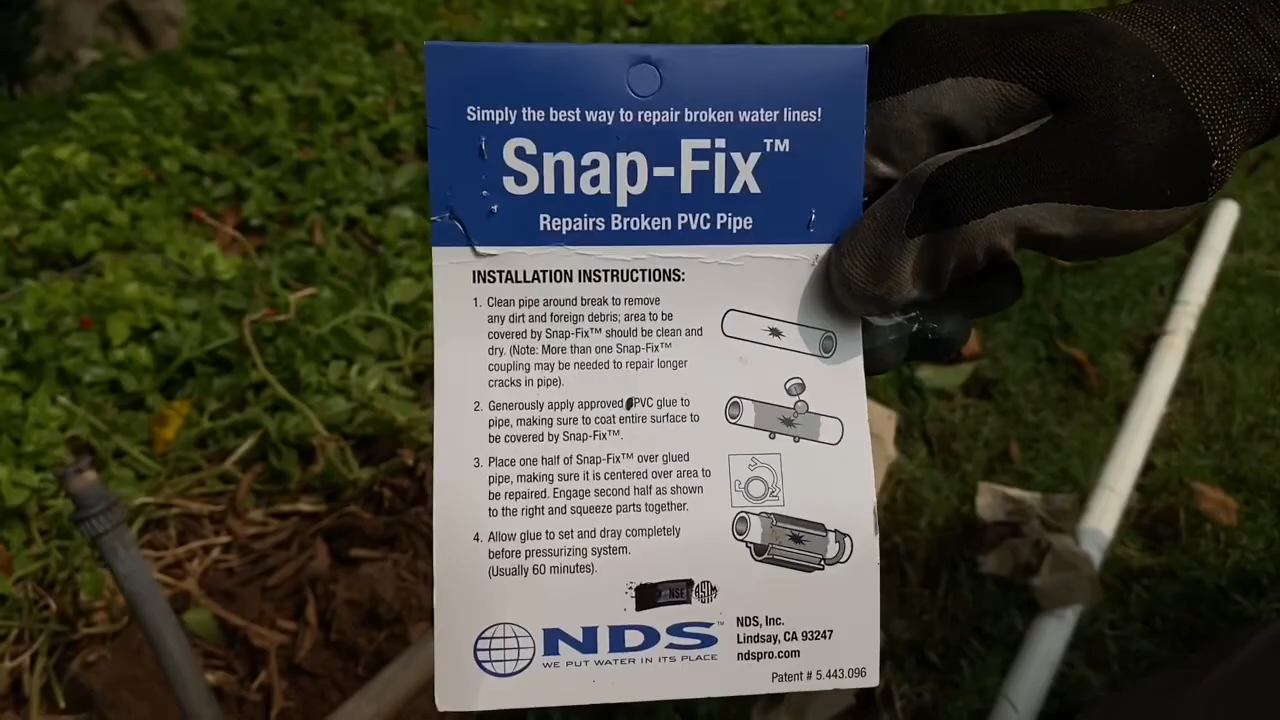 Simply the best way to repair broken water lines!
Snap-Fix™
Repairs Broken PVC Pipe
INSTALLATION INSTRUCTIONS:
1. Clean pipe around break to remove
any dirt and foreign debris; area to be
covered by Snap-Fix™ should be clean and
dry. (Note: More than one Snap-Fix™
coupling may be needed to repair longer
cracks in pipe).
2. Generously apply approved PVC glue to
pipe, making sure to coat entire surface to
be covered by Snap-Fix™.
3. Place one half of Snap-Fix™ over glued
pipe, making sure it is centered over area to
be repaired. Engage second half as shown
to the right and squeeze parts together.
4. Allow glue to set and dray completely
before pressurizing system.
(Usually 60 minutes).
NSF ASTM
NDS™
WE PUT WATER IN ITS PLACE
NDS, Inc.
Lindsay, CA 93247
ndspro.com
Patent # 5.443.096